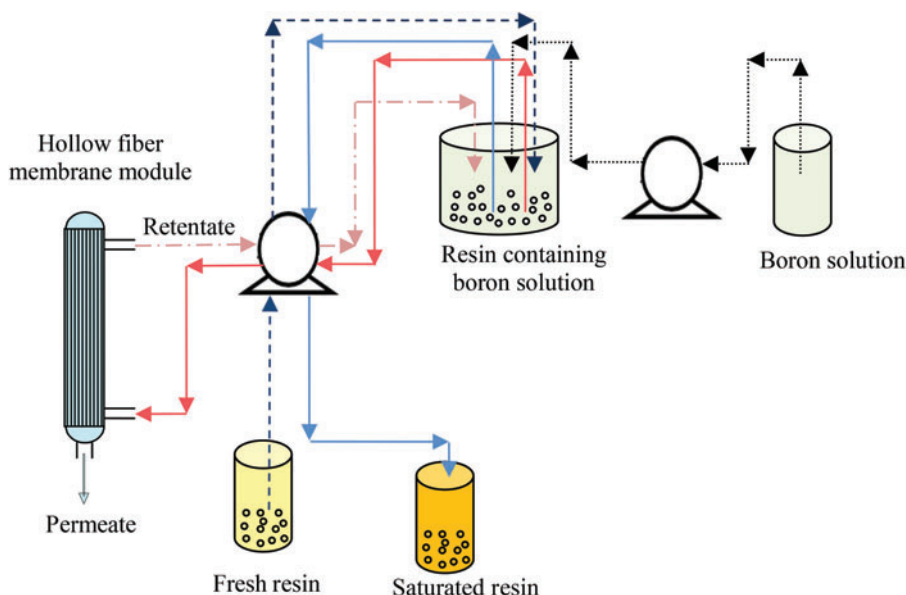 Hollow fiber
membrane module
Retentate
Resin containing
boron solution
Boron solution
Permeate
Fresh resin
Saturated resin